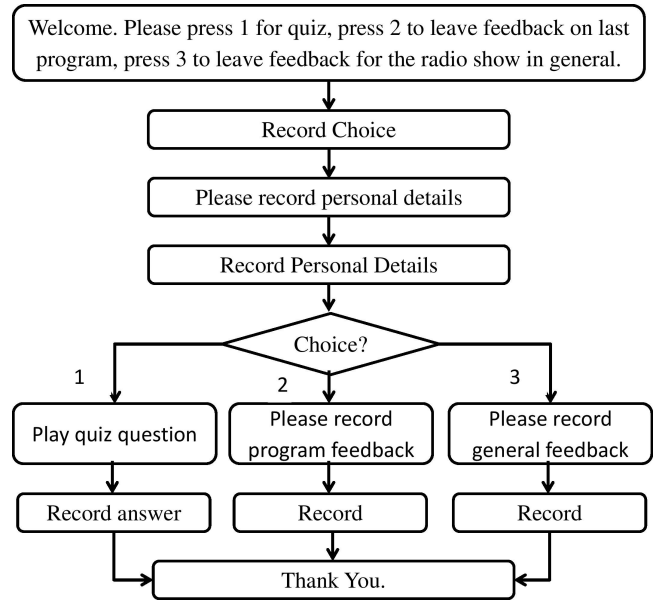 Welcome. Please press 1 for quiz, press 2 to leave feedback on last
program, press 3 to leave feedback for the radio show in general.
Record Choice
Please record personal details
Record Personal Details
Choice?
1
2
3
Play quiz question
Please record
program feedback
Please record
general feedback
Record answer
Record
Record
Thank You.